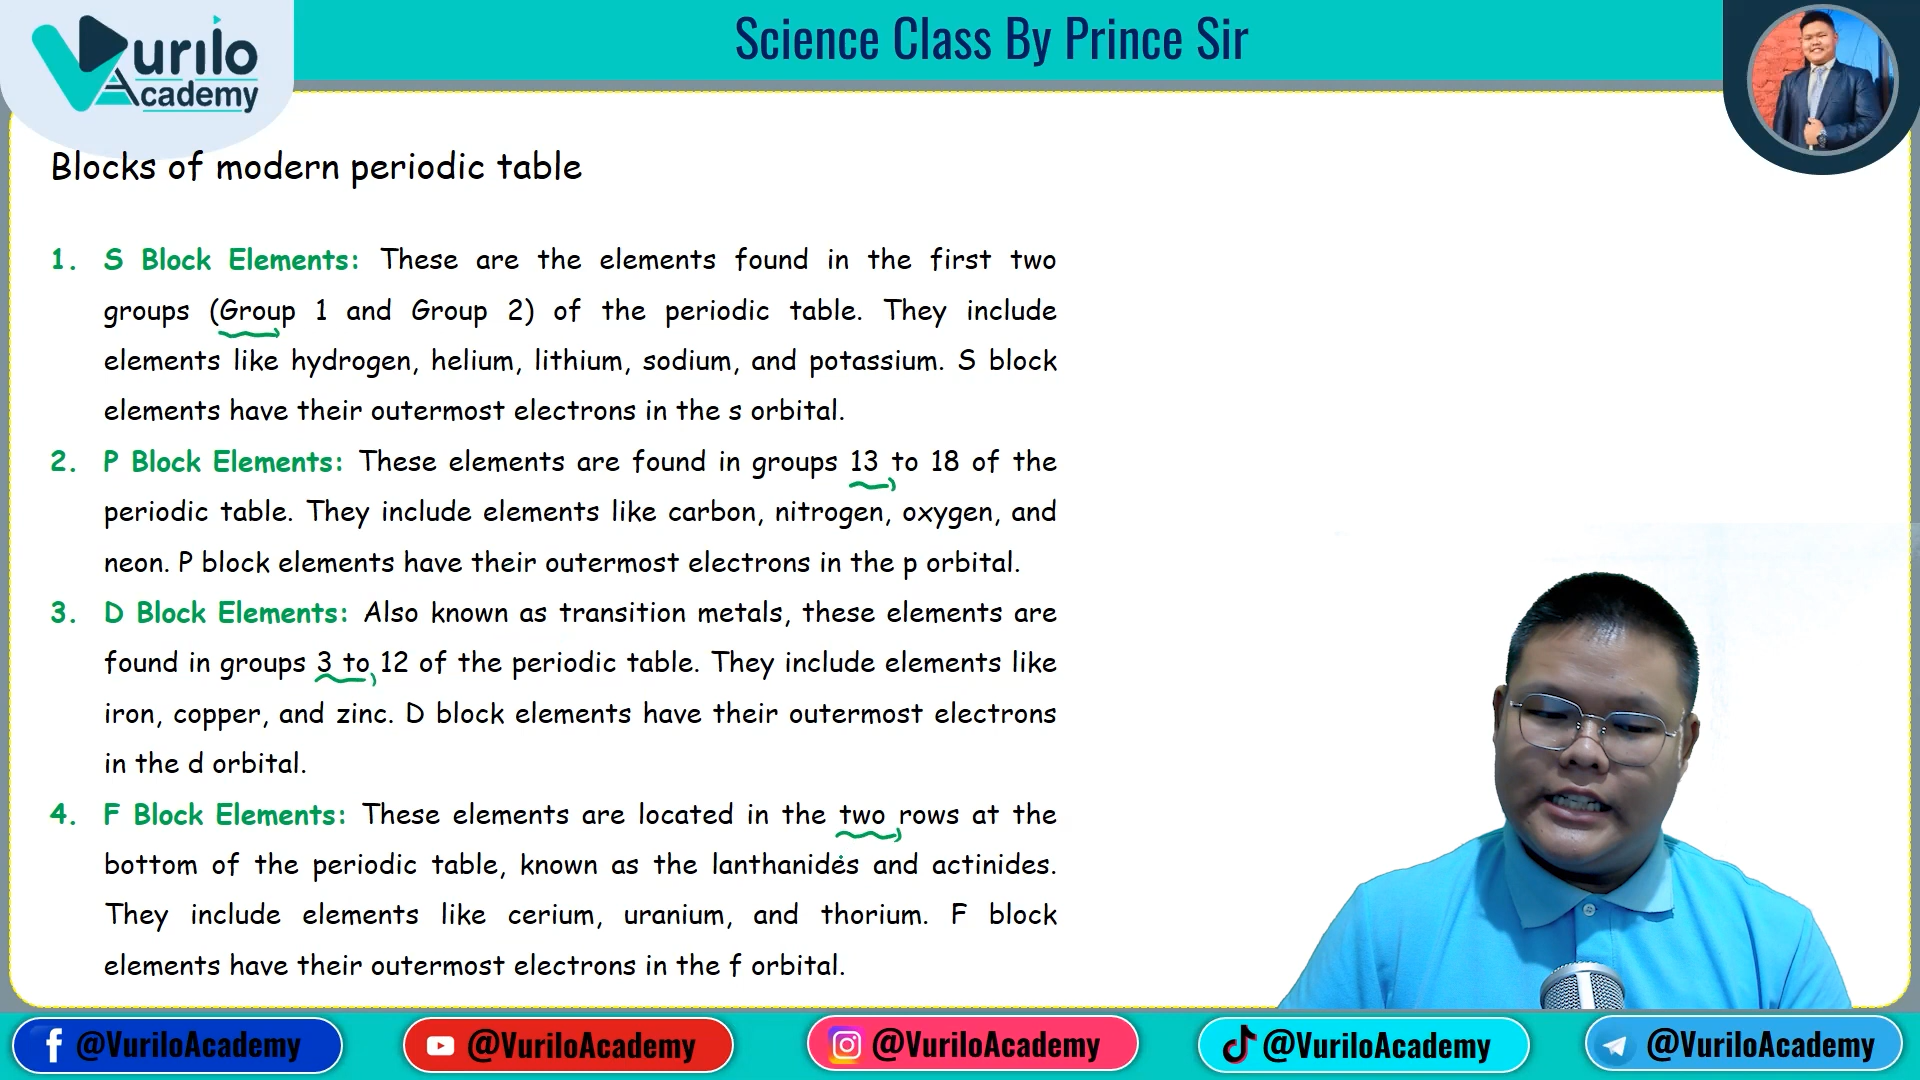 Vurilo
Academy
Science Class By Prince Sir
Blocks of modern periodic table
1. S Block Elements: These are the elements found in the first two
groups (Group 1 and Group 2) of the periodic table. They include
elements like hydrogen, helium, lithium, sodium, and potassium. S block
elements have their outermost electrons in the s orbital.
2. P Block Elements: These elements are found in groups 13 to 18 of the
periodic table. They include elements like carbon, nitrogen, oxygen, and
neon. P block elements have their outermost electrons in the p orbital.
3. D Block Elements: Also known as transition metals, these elements are
found in groups 3 to 12 of the periodic table. They include elements like
iron, copper, and zinc. D block elements have their outermost electrons
in the d orbital.
4. F Block Elements: These elements are located in the two rows at the
bottom of the periodic table, known as the lanthanides and actinides.
They include elements like cerium, uranium, and thorium. F block
elements have their outermost electrons in the f orbital.
@VuriloAcademy
@VuriloAcademy
@VuriloAcademy
@VuriloAcademy
@VuriloAcademy